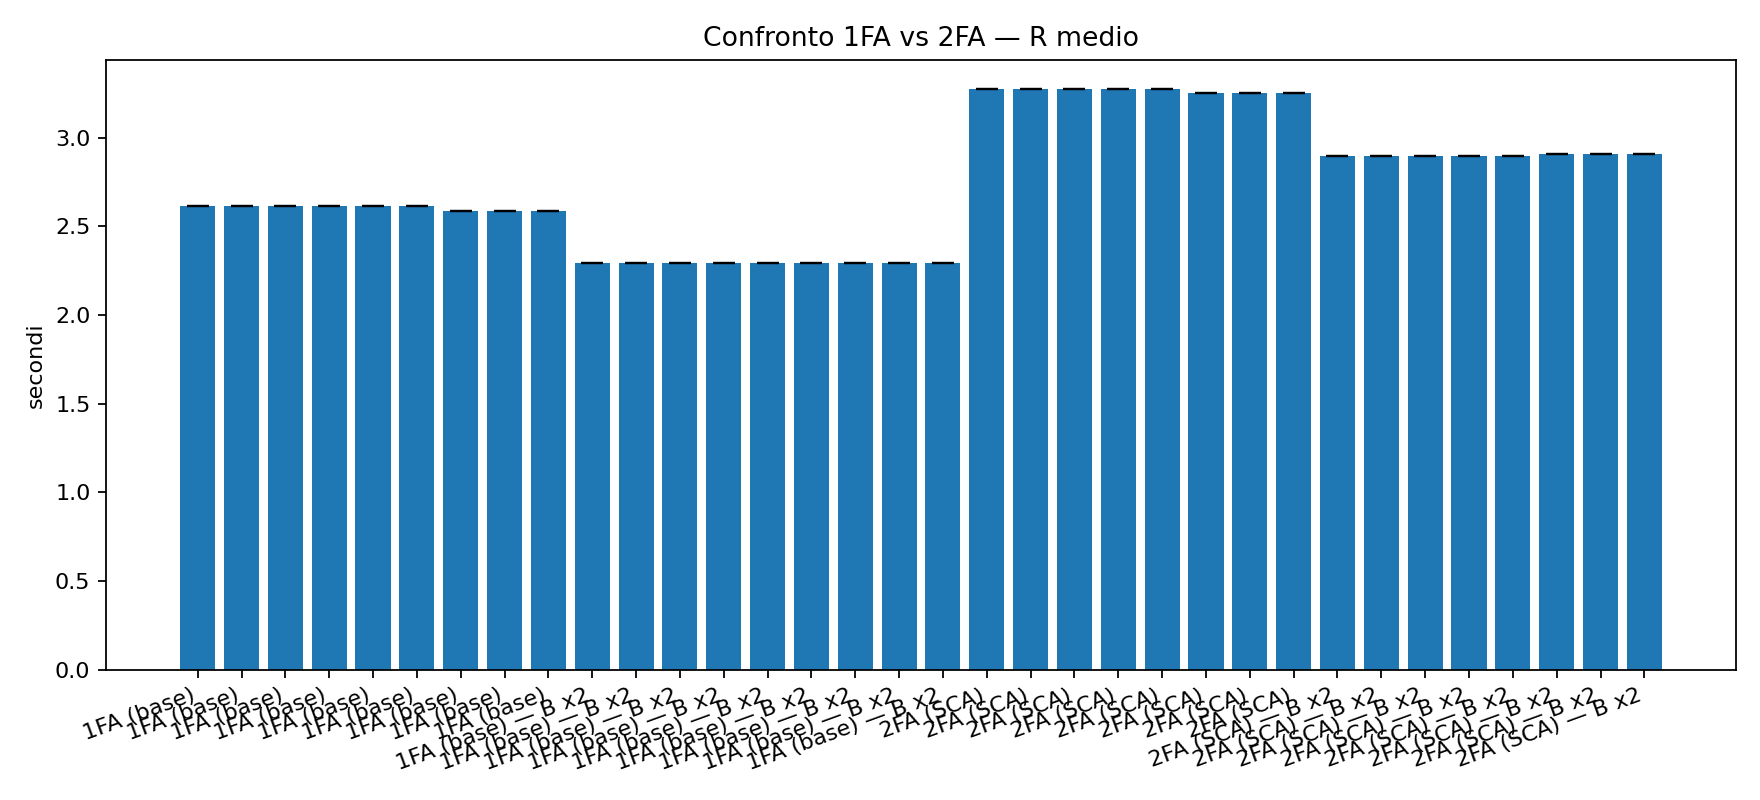 Confronto 1FA vs 2FA — R medio
secondi
3.0
2.5
2.0
1.5
1.0
0.5
0.0
1FA (base)
1FA (base)
1FA (base)
1FA (base)
1FA (base)
1FA (base)
1FA (base)
1FA (base)
1FA (base)
1FA (base) — B x2
1FA (base) — B x2
1FA (base) — B x2
1FA (base) — B x2
1FA (base) — B x2
1FA (base) — B x2
1FA (base) — B x2
1FA (base) — B x2
1FA (base) — B x2
2FA (SCA)
2FA (SCA)
2FA (SCA)
2FA (SCA)
2FA (SCA)
2FA (SCA)
2FA (SCA)
2FA (SCA)
2FA (SCA) — B x2
2FA (SCA) — B x2
2FA (SCA) — B x2
2FA (SCA) — B x2
2FA (SCA) — B x2
2FA (SCA) — B x2
2FA (SCA) — B x2
2FA (SCA) — B x2